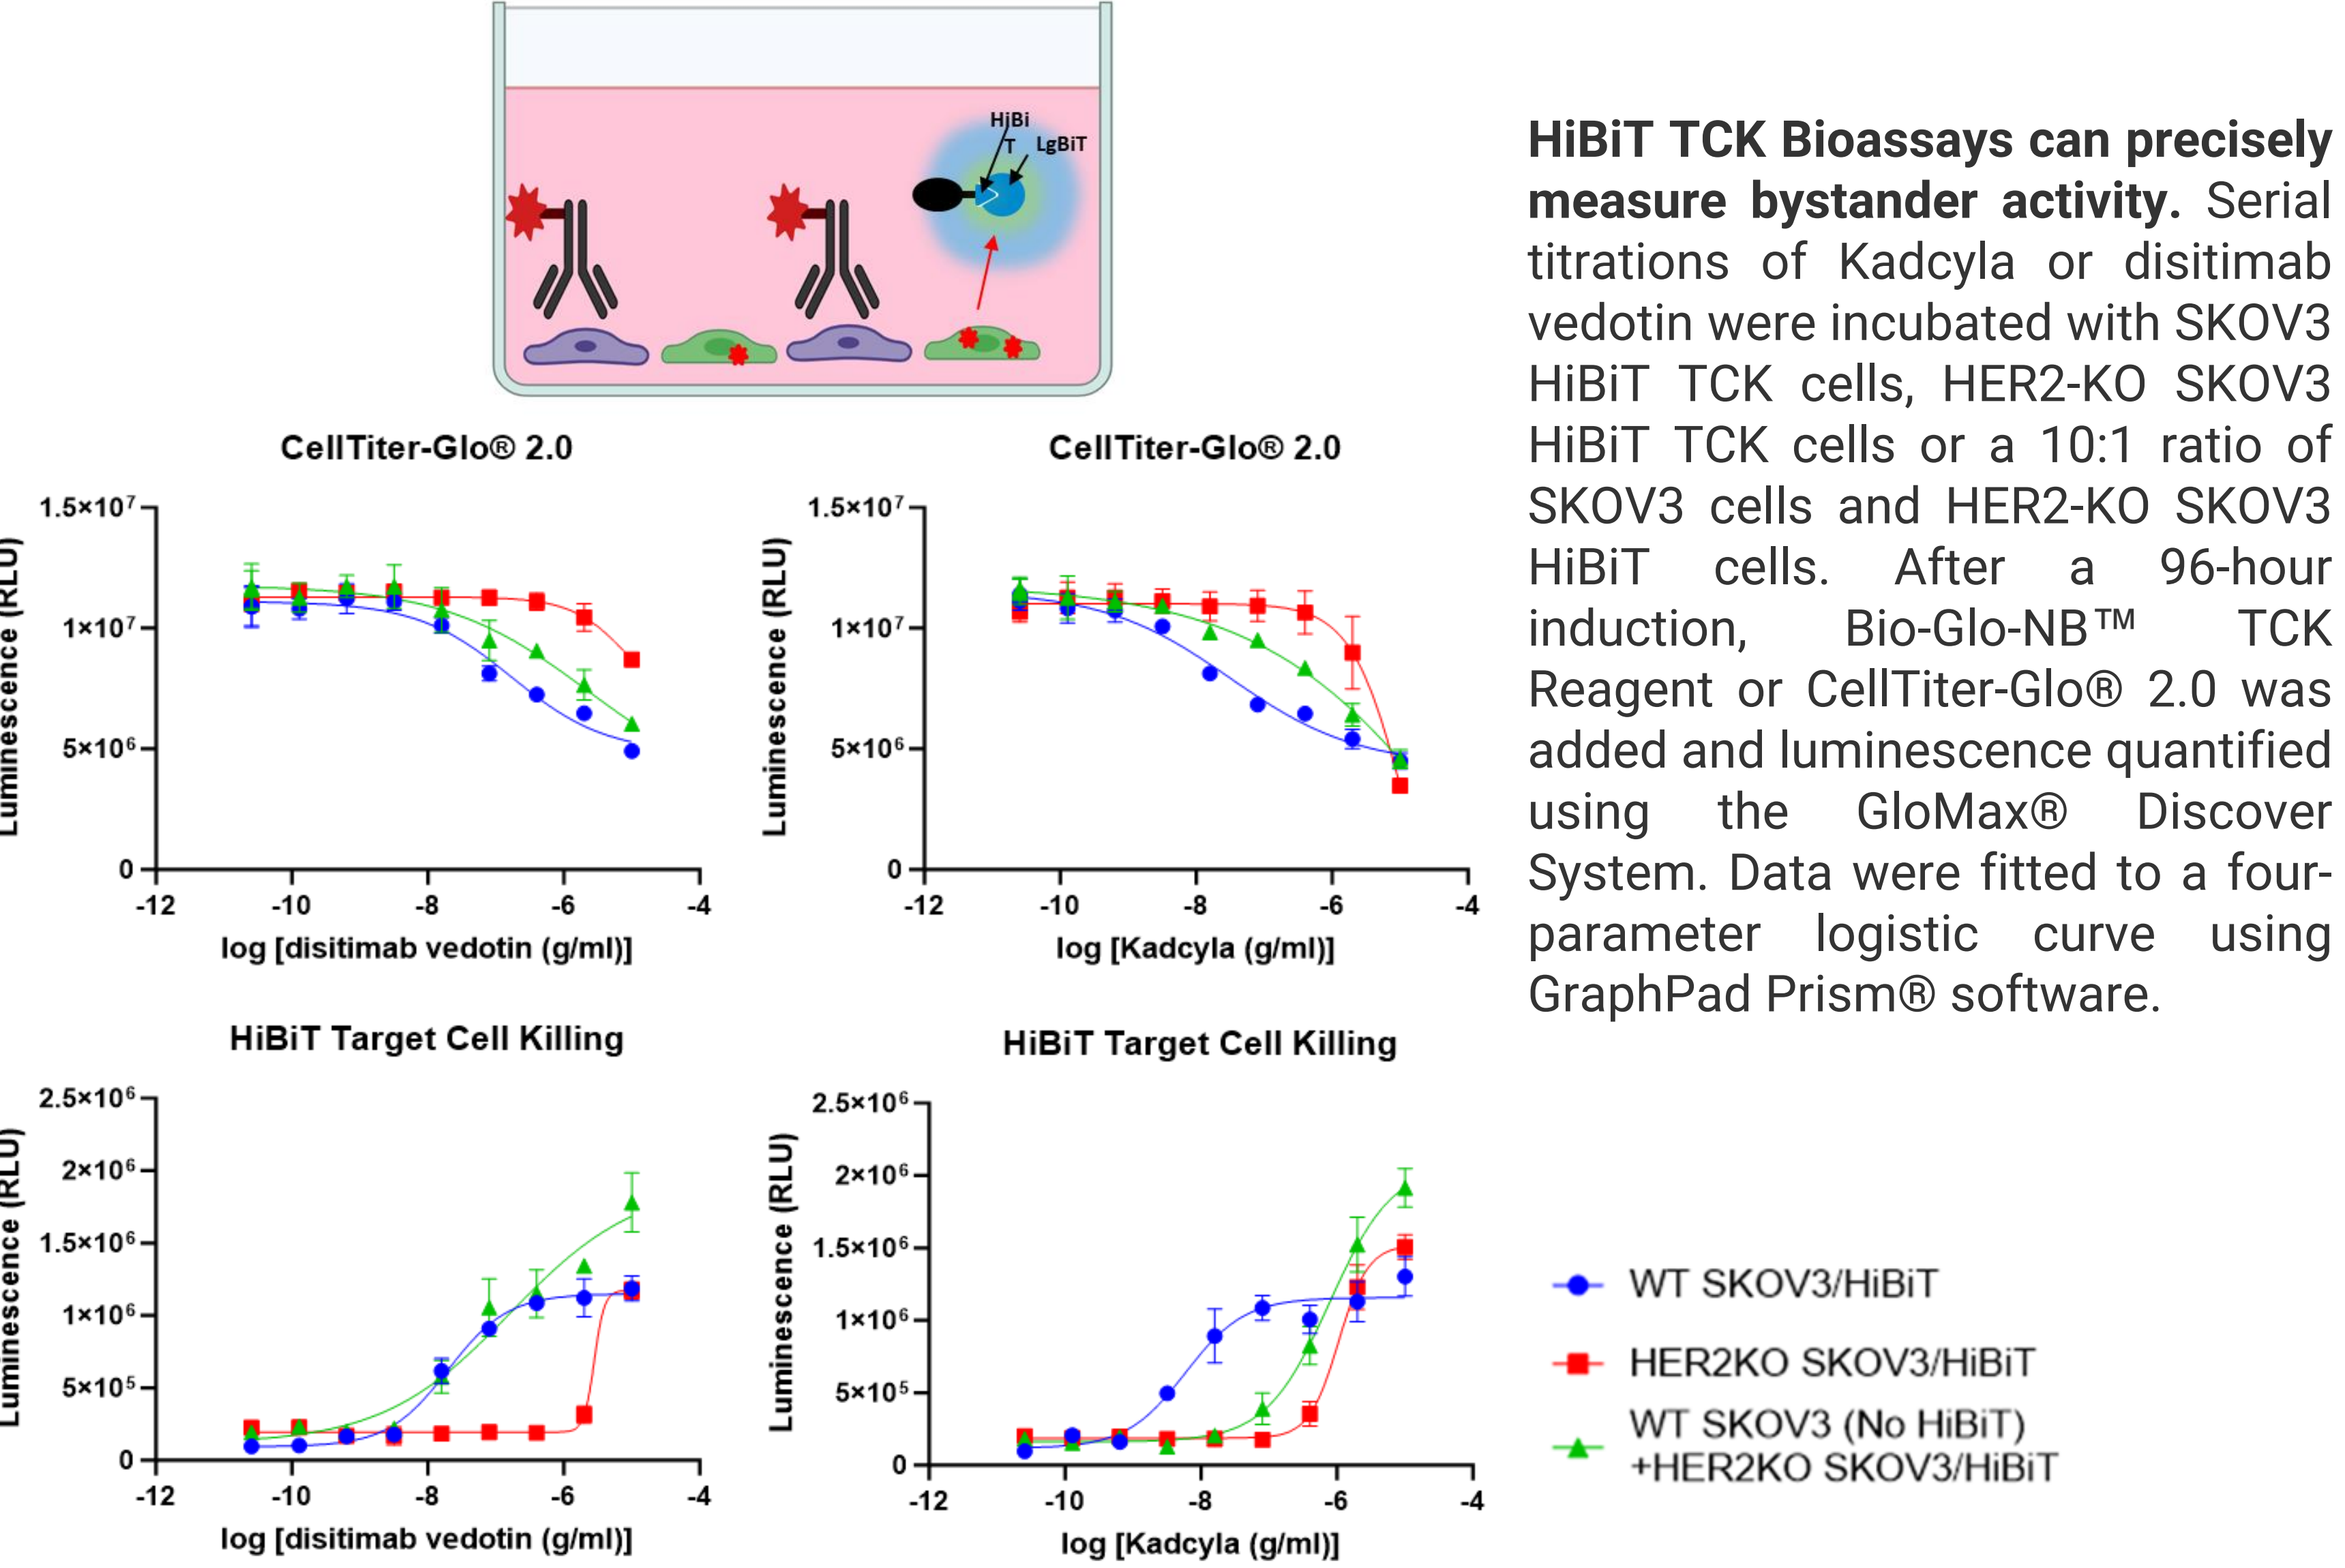 HiBi
T
LgBiT
HiBiT TCK Bioassays can precisely
measure bystander activity. Serial
titrations of Kadcyla or disitimab
vedotin were incubated with SKOV3
HiBiT TCK cells, HER2-KO SKOV3
HiBiT TCK cells or a 10:1 ratio of
SKOV3 cells and HER2-KO SKOV3
HiBiT cells. After a 96-hour
induction, Bio-Glo-NB™ TCK
Reagent or CellTiter-Glo® 2.0 was
added and luminescence quantified
using the GloMax® Discover
System. Data were fitted to a four-
parameter logistic curve using
GraphPad Prism® software.
CellTiter-Glo® 2.0
Luminescence (RLU)
1.5×10⁷
1×10⁷
5×10⁶
0
-12 -10 -8 -6 -4
log [disitimab vedotin (g/ml)]
CellTiter-Glo® 2.0
Luminescence (RLU)
1.5×10⁷
1×10⁷
5×10⁶
0
-12 -10 -8 -6 -4
log [Kadcyla (g/ml)]
HiBiT Target Cell Killing
Luminescence (RLU)
2.5×10⁶
2×10⁶
1.5×10⁶
1×10⁶
5×10⁵
0
-12 -10 -8 -6 -4
log [disitimab vedotin (g/ml)]
HiBiT Target Cell Killing
Luminescence (RLU)
2.5×10⁶
2×10⁶
1.5×10⁶
1×10⁶
5×10⁵
0
-12 -10 -8 -6 -4
log [Kadcyla (g/ml)]
WT SKOV3/HiBiT
HER2KO SKOV3/HiBiT
WT SKOV3 (No HiBiT)
+HER2KO SKOV3/HiBiT